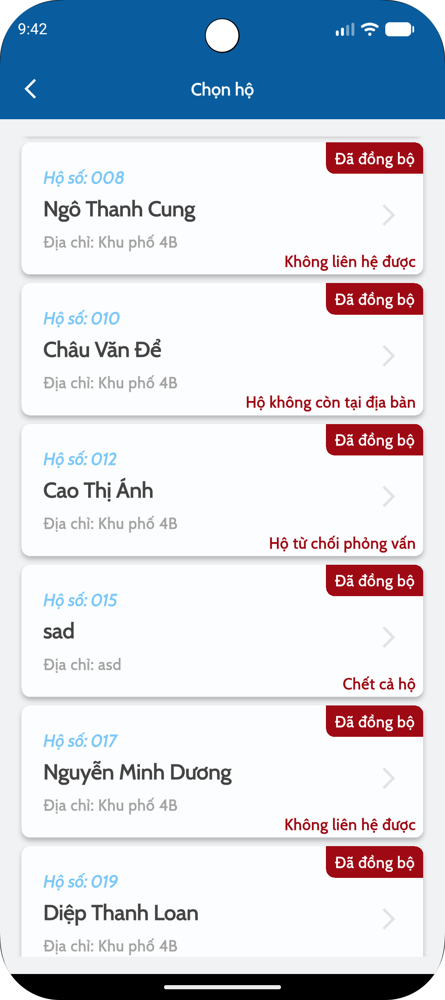 9:42
Chọn hộ
Đã đồng bộ
Hộ số: 008
Ngô Thanh Cung
Địa chỉ: Khu phố 4B
Không liên hệ được
Đã đồng bộ
Hộ số: 010
Châu Văn Để
Địa chỉ: Khu phố 4B
Hộ không còn tại địa bàn
Đã đồng bộ
Hộ số: 012
Cao Thị Ánh
Địa chỉ: Khu phố 4B
Hộ từ chối phỏng vấn
Đã đồng bộ
Hộ số: 015
sad
Địa chỉ: asd
Chết cả hộ
Đã đồng bộ
Hộ số: 017
Nguyễn Minh Dương
Địa chỉ: Khu phố 4B
Không liên hệ được
Đã đồng bộ
Hộ số: 019
Diệp Thanh Loan
Địa chỉ: Khu phố 4B